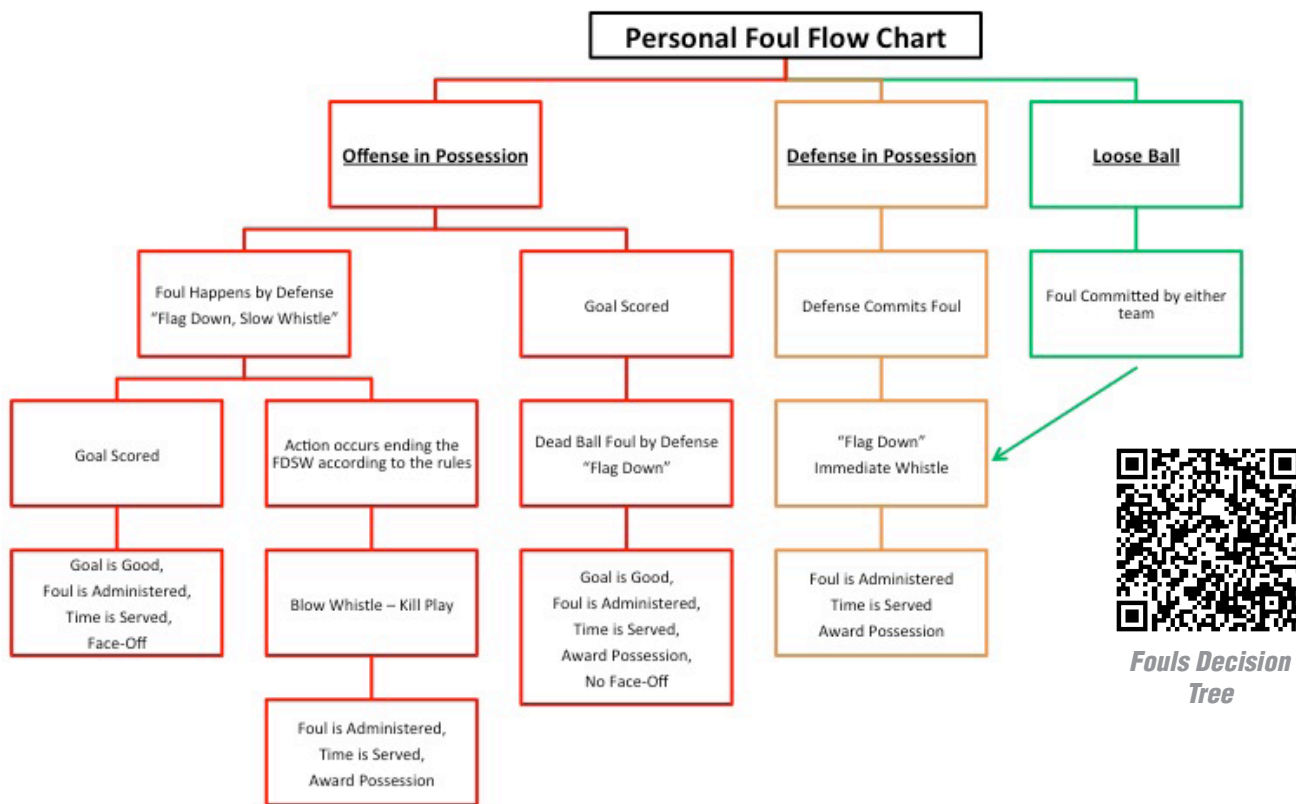 Personal Foul Flow Chart
Offense in Possession
Defense in Possession
Loose Ball
Foul Happens by Defense
"Flag Down, Slow Whistle"
Goal Scored
Defense Commits Foul
Foul Committed by either
team
Goal Scored
Action occurs ending the
FDSW according to the rules
Dead Ball Foul by Defense
"Flag Down"
"Flag Down"
Immediate Whistle
Goal is Good,
Foul is Administered,
Time is Served,
Face-Off
Blow Whistle – Kill Play
Goal is Good,
Foul is Administered,
Time is Served,
Award Possession,
No Face-Off
Foul is Administered
Time is Served
Award Possession
Foul is Administered,
Time is Served,
Award Possession
Fouls Decision
Tree